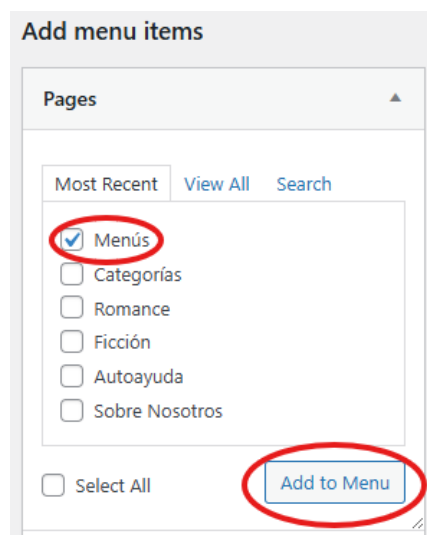 Add menu items
Pages
Most Recent View All Search
Menús
Categorías
Romance
Ficción
Autoayuda
Sobre Nosotros
Select All Add to Menu